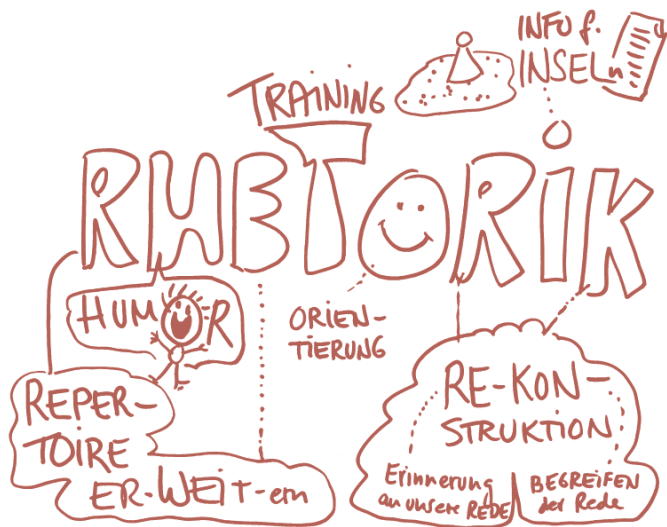 INFO f.
INSELn
TRAINING
RHETORIK
HUMOR
ORIEN-
TIERUNG
REPER-
TOIRE
ER-WEIT-ern
RE-KON-
STRUKTION
Erinnerung
an unsere REDE
BEGREIFEN
der Rede